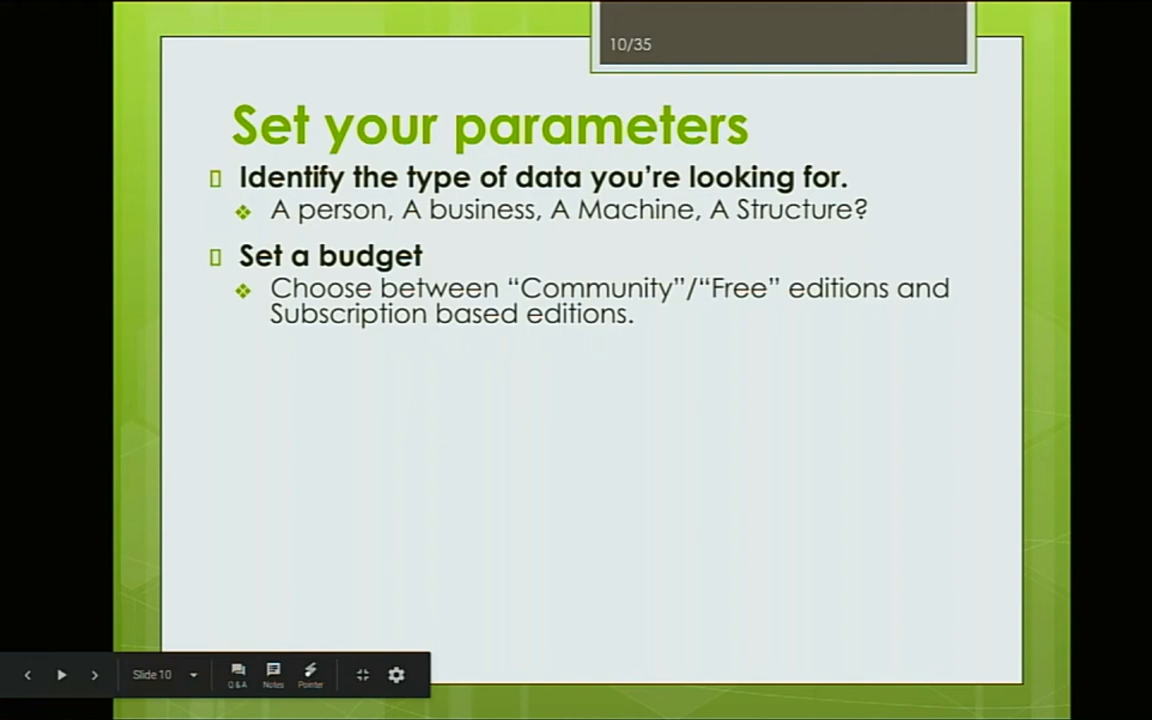 10/35
Set your parameters
Identify the type of data you’re looking for.
A person, A business, A Machine, A Structure?
Set a budget
Choose between “Community”/“Free” editions and
Subscription based editions.
Slide 10
Q & A
Notes
Pointer